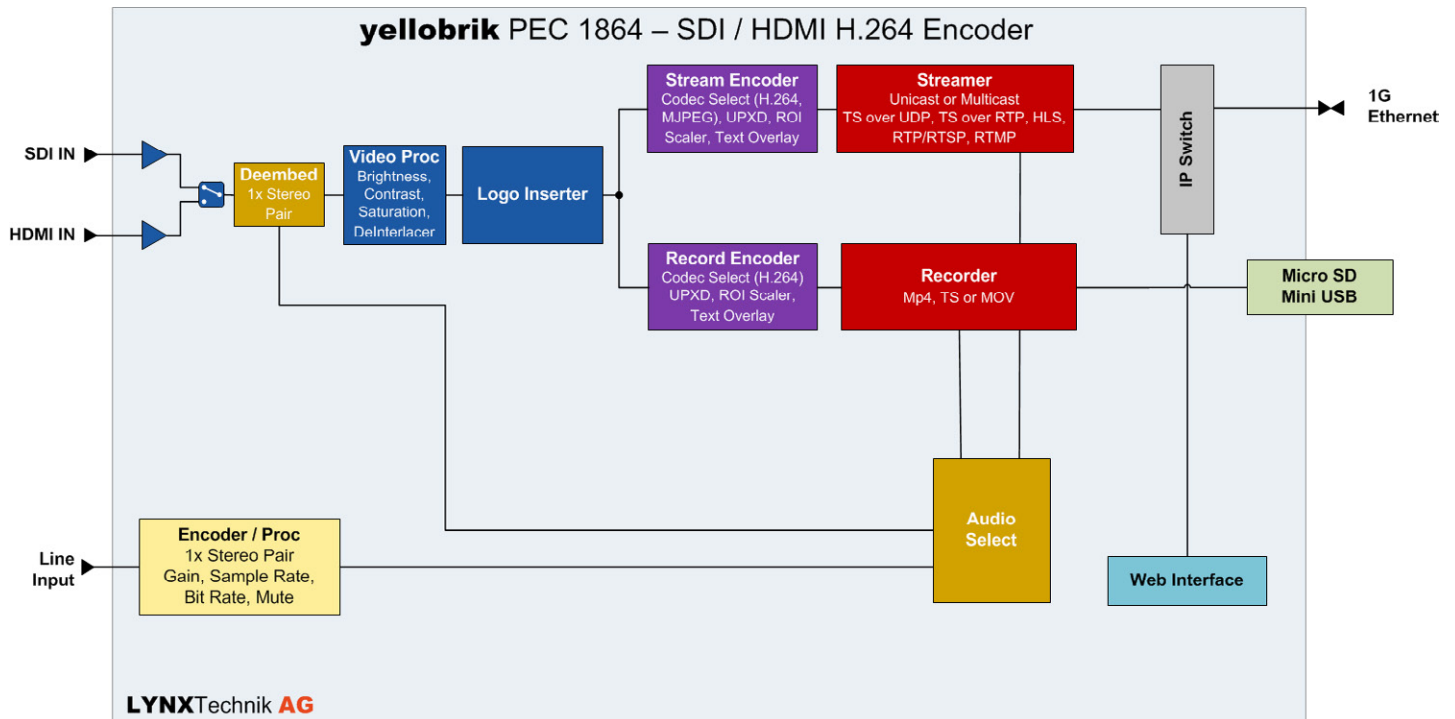 yellobrik PEC 1864 – SDI / HDMI H.264 Encoder
SDI IN
HDMI IN
Deembed
1x Stereo
Pair
Video Proc
Brightness,
Contrast,
Saturation,
DeInterlacer
Logo Inserter
Stream Encoder
Codec Select (H.264,
MJPEG), UPXD, ROI
Scaler, Text Overlay
Streamer
Unicast or Multicast
TS over UDP, TS over RTP, HLS,
RTP/RTSP, RTMP
IP Switch
1G
Ethernet
Record Encoder
Codec Select (H.264)
UPXD, ROI Scaler,
Text Overlay
Recorder
Mp4, TS or MOV
Micro SD
Mini USB
Line
Input
Encoder / Proc
1x Stereo Pair
Gain, Sample Rate,
Bit Rate, Mute
Audio
Select
Web Interface
LYNXTechnik AG